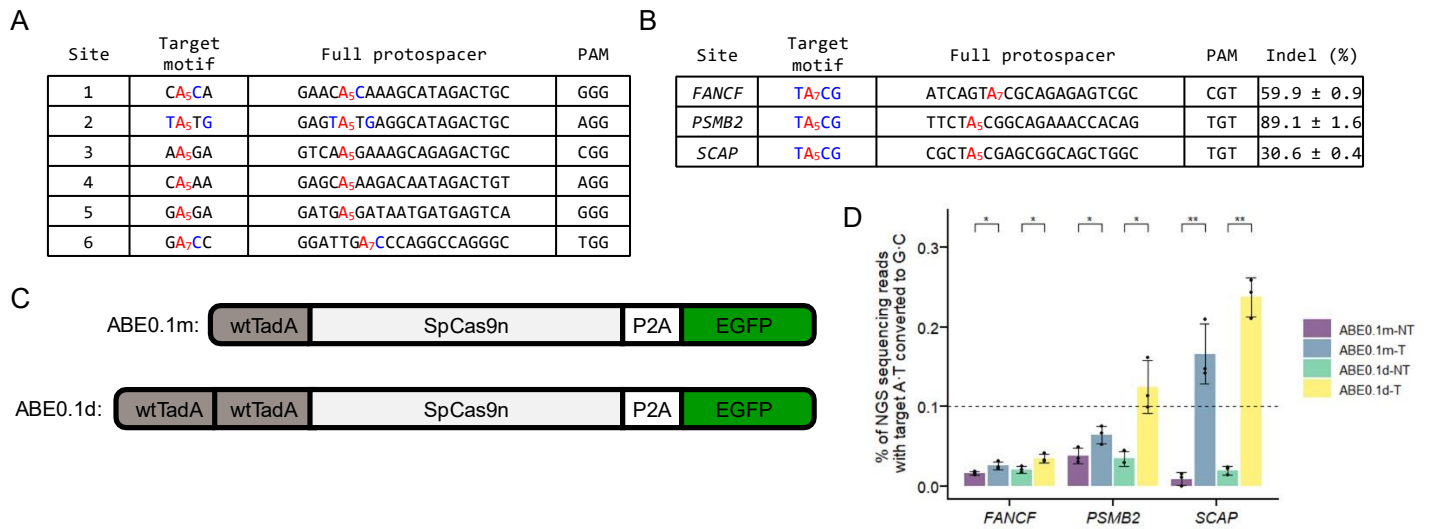 A
Site Target motif Full protospacer PAM
1 CA₅CA GAACA₅CAAAGCATAGACTGC GGG
2 TA₅TG GAGTA₅TGAGGCATAGACTGC AGG
3 AA₅GA GTCAA₅GAAAGCAGAGACTGC CGG
4 CA₅AA GAGCA₅AAGACAATAGACTGT AGG
5 GA₅GA GATGA₅GATAATGATGAGTCA GGG
6 GA₇CC GGATTGA₇CCCAGGCCAGGGC TGG
B
Site Target motif Full protospacer PAM Indel (%)
FANCF TA₇CG ATCAGTA₇CGCAGAGAGTCGC CGT 59.9 ± 0.9
PSMB2 TA₅CG TTCTA₅CGGCAGAAACCACAG TGT 89.1 ± 1.6
SCAP TA₅CG CGCTA₅CGAGCGGCAGCTGGC TGT 30.6 ± 0.4
C
ABE0.1m: wtTadA SpCas9n P2A EGFP
ABE0.1d: wtTadA wtTadA SpCas9n P2A EGFP
D
% of NGS sequencing reads
with target A·T converted to G·C
* * * * ** **
0.3
0.2
0.1
0.0
FANCF PSMB2 SCAP
ABE0.1m-NT
ABE0.1m-T
ABE0.1d-NT
ABE0.1d-T